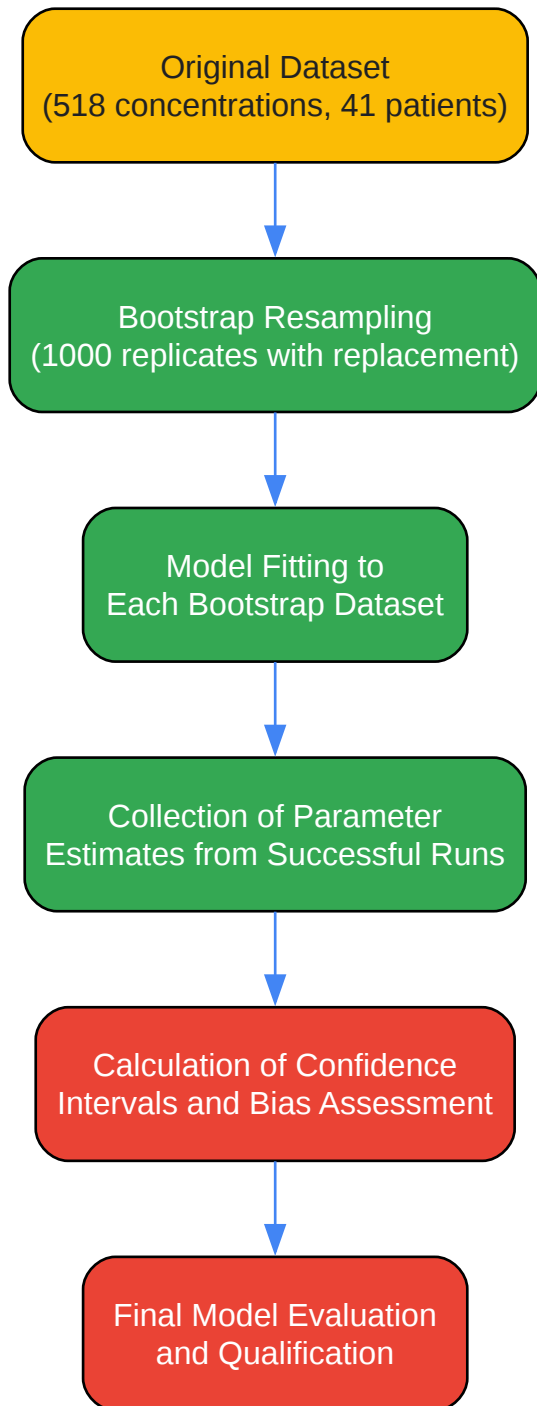 Original Dataset
(518 concentrations, 41 patients)
Bootstrap Resampling
(1000 replicates with replacement)
Model Fitting to
Each Bootstrap Dataset
Collection of Parameter
Estimates from Successful Runs
Calculation of Confidence
Intervals and Bias Assessment
Final Model Evaluation
and Qualification